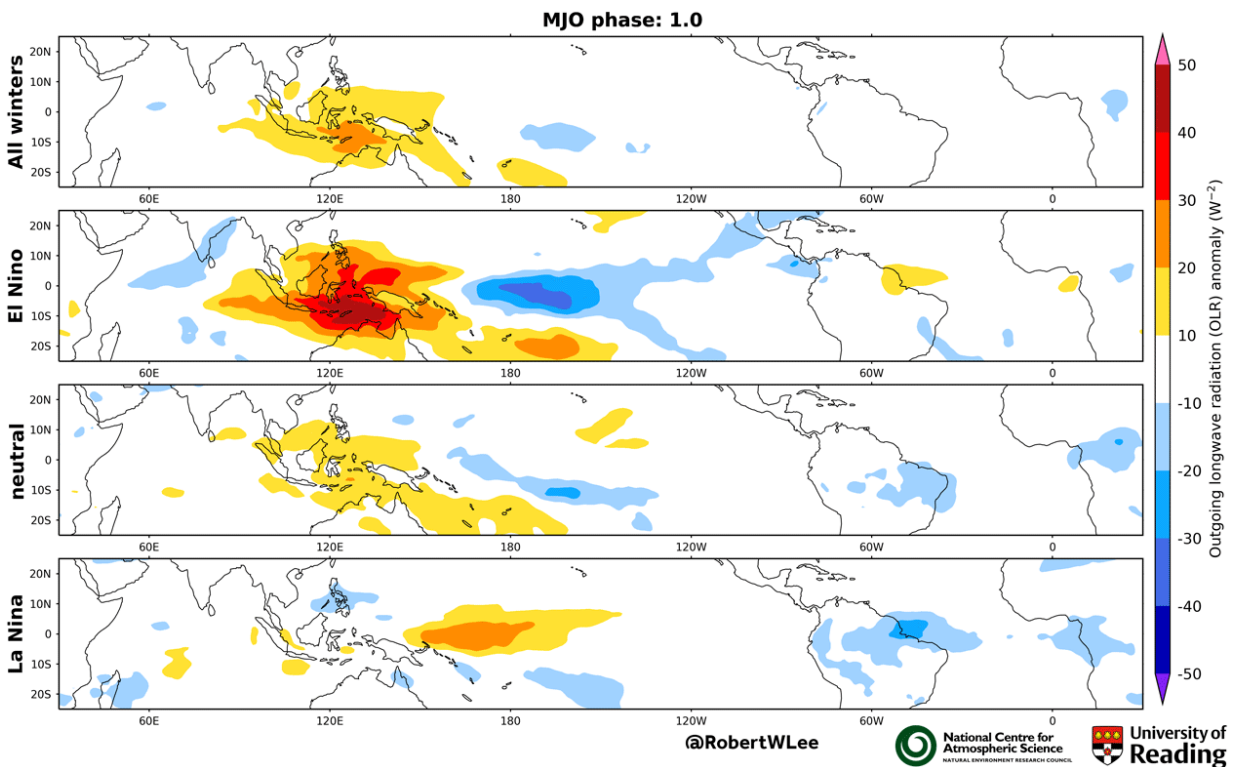 MJO phase: 1.0
All winters
20N
10N
0
10S
20S
60E 120E 180 120W 60W 0
El Nino
20N
10N
0
10S
20S
60E 120E 180 120W 60W 0
neutral
20N
10N
0
10S
20S
60E 120E 180 120W 60W 0
La Nina
20N
10N
0
10S
20S
60E 120E 180 120W 60W 0
50
40
30
20
10
-10
-20
-30
-40
-50
Outgoing longwave radiation (OLR) anomaly (W⁻²)
@RobertWLee
National Centre for
Atmospheric Science
NATURAL ENVIRONMENT RESEARCH COUNCIL
University of
Reading